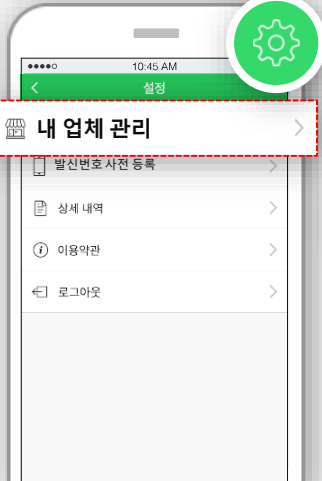 10:45 AM
설정
내 업체 관리
발신번호 사전 등록
상세 내역
이용약관
로그아웃